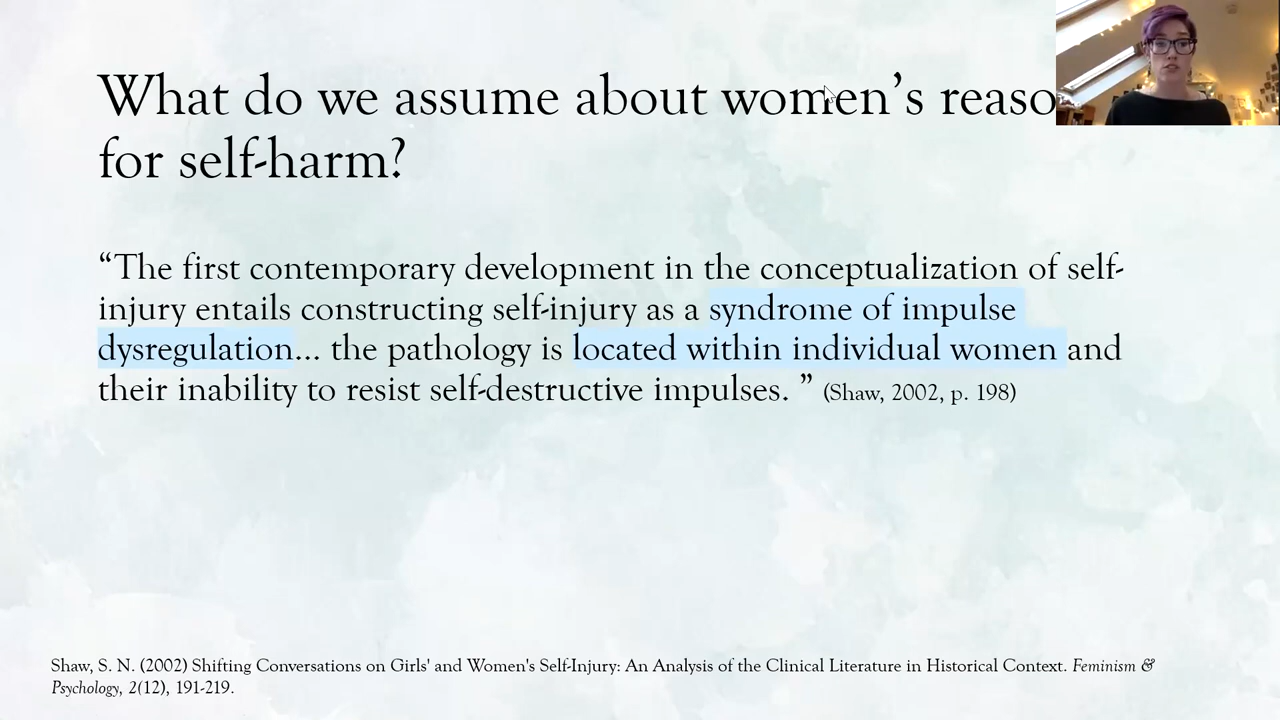 What do we assume about women’s reaso
for self-harm?
“The first contemporary development in the conceptualization of self-
injury entails constructing self-injury as a syndrome of impulse
dysregulation... the pathology is located within individual women and
their inability to resist self-destructive impulses. ” (Shaw, 2002, p. 198)
Shaw, S. N. (2002) Shifting Conversations on Girls' and Women's Self-Injury: An Analysis of the Clinical Literature in Historical Context. Feminism &
Psychology, 2(12), 191-219.